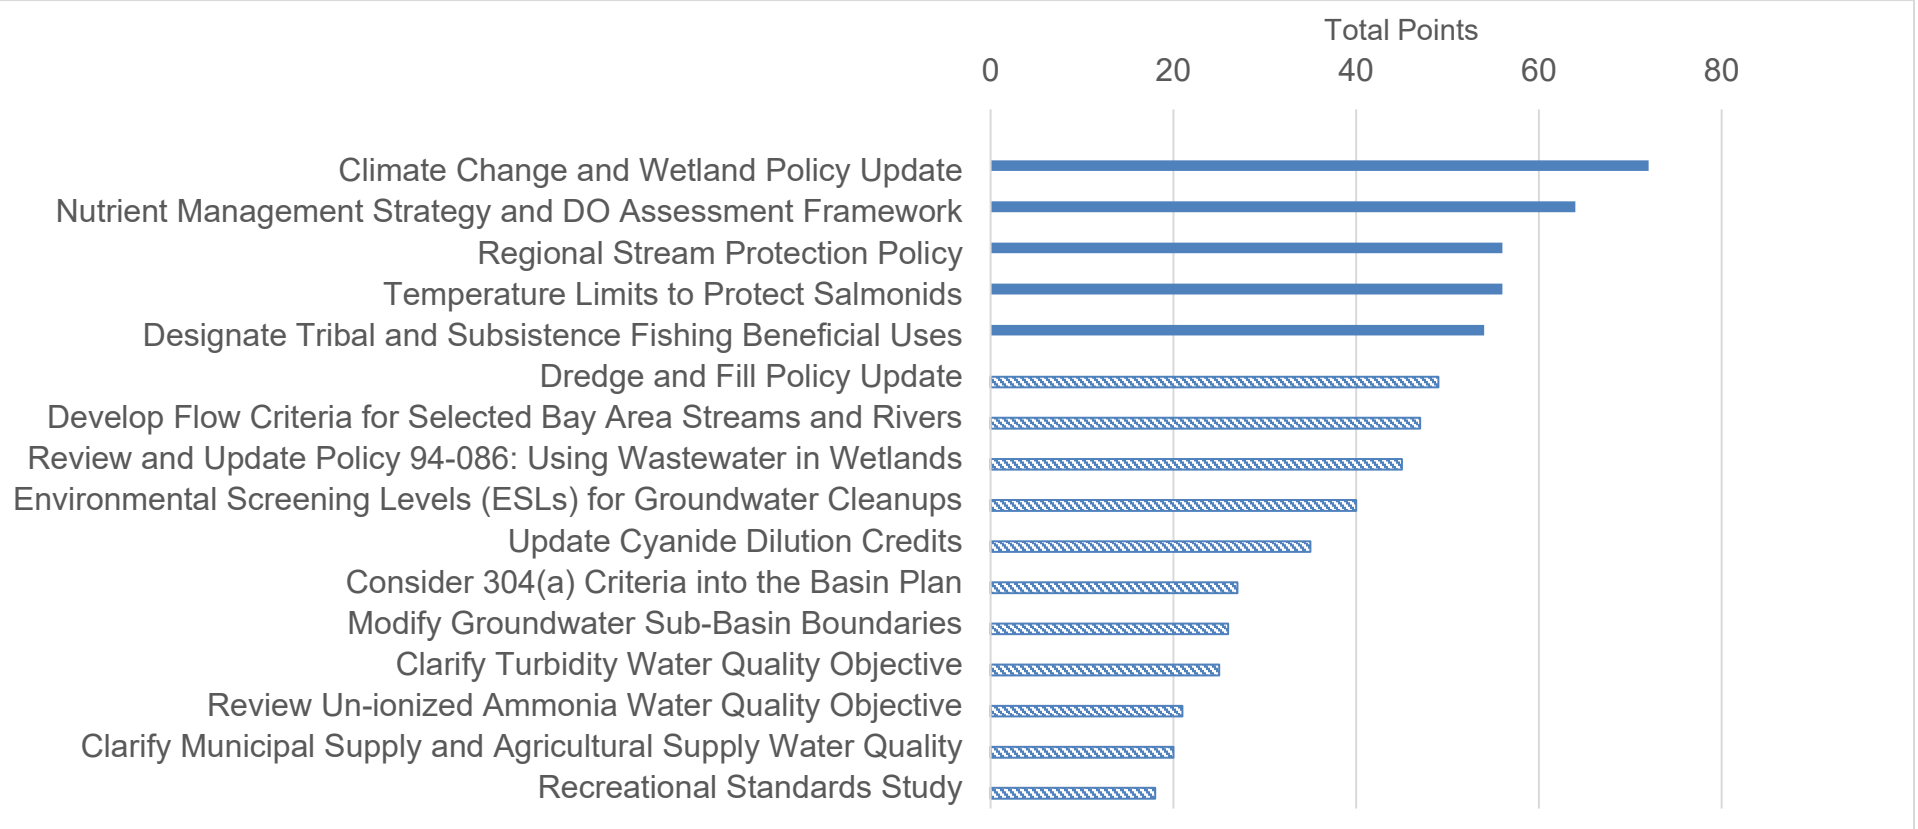 Total Points
0 20 40 60 80
Climate Change and Wetland Policy Update
Nutrient Management Strategy and DO Assessment Framework
Regional Stream Protection Policy
Temperature Limits to Protect Salmonids
Designate Tribal and Subsistence Fishing Beneficial Uses
Dredge and Fill Policy Update
Develop Flow Criteria for Selected Bay Area Streams and Rivers
Review and Update Policy 94-086: Using Wastewater in Wetlands
Environmental Screening Levels (ESLs) for Groundwater Cleanups
Update Cyanide Dilution Credits
Consider 304(a) Criteria into the Basin Plan
Modify Groundwater Sub-Basin Boundaries
Clarify Turbidity Water Quality Objective
Review Un-ionized Ammonia Water Quality Objective
Clarify Municipal Supply and Agricultural Supply Water Quality
Recreational Standards Study